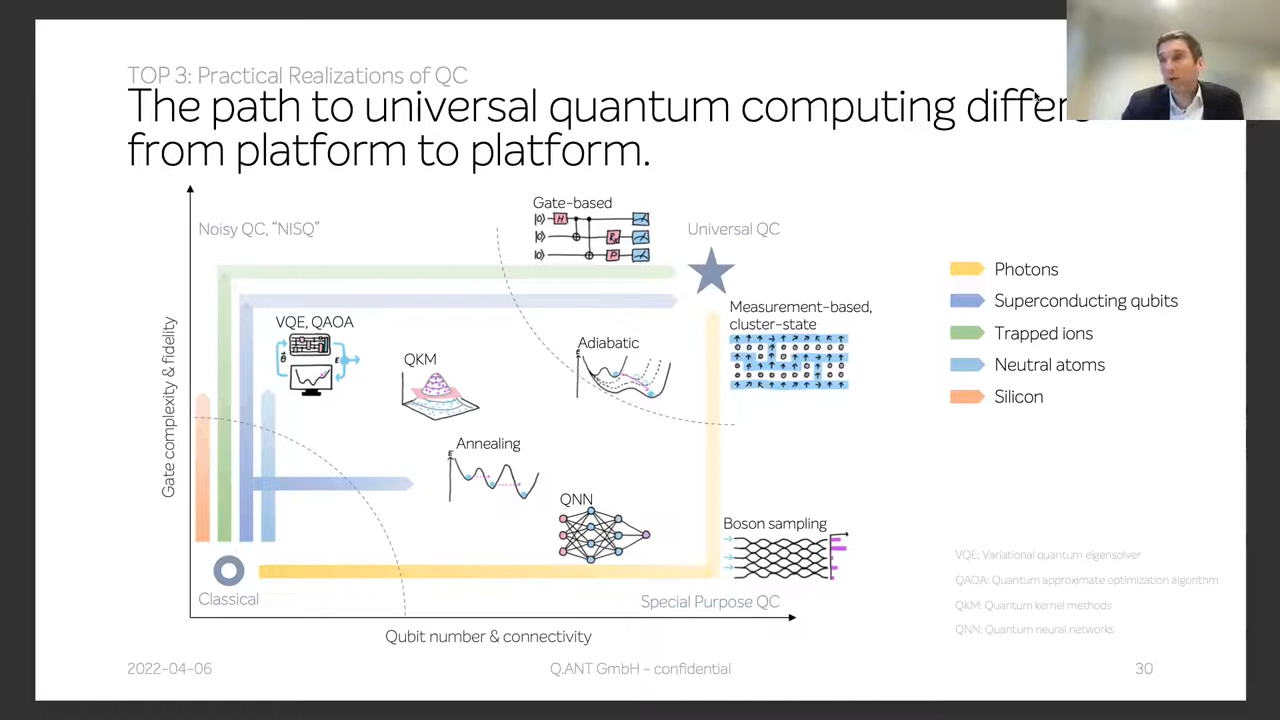 TOP 3: Practical Realizations of QC
The path to universal quantum computing differ
from platform to platform.
Gate-based
Noisy QC, “NISQ”
Universal QC
|0⟩ H
|0⟩
|0⟩ P
Photons
Superconducting qubits
Trapped ions
Neutral atoms
Silicon
Measurement-based,
cluster-state
VQE, QAOA
QKM
Adiabatic
E
Annealing
E
QNN
Boson sampling
Gate complexity & fidelity
Classical
Special Purpose QC
Qubit number & connectivity
VQE: Variational quantum eigensolver
QAOA: Quantum approximate optimization algorithm
QKM: Quantum kernel methods
QNN: Quantum neural networks
2022-04-06
Q.ANT GmbH - confidential
30